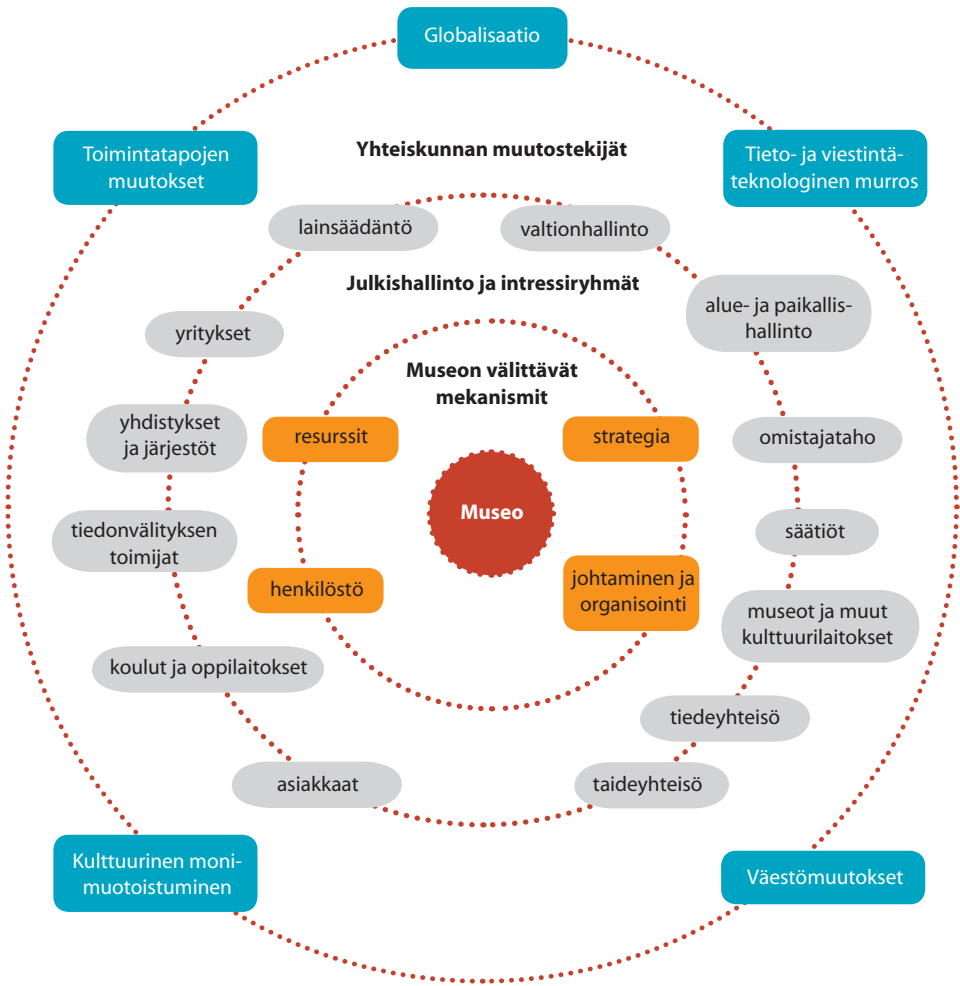 Globalisaatio
Toimintatapojen
muutokset
Yhteiskunnan muutostekijät
Tieto- ja viestintä-
teknologinen murros
lainsäädäntö
valtionhallinto
Julkishallinto ja intressiryhmät
alue- ja paikallis-
hallinto
yritykset
Museon välittävät
mekanismit
yhdistykset
ja järjestöt
resurssit
strategia
omistajataho
Museo
tiedonvälityksen
toimijat
säätiöt
henkilöstö
johtaminen ja
organisointi
museot ja muut
kulttuurilaitokset
koulut ja oppilaitokset
tiedeyhteisö
asiakkaat
taideyhteisö
Kulttuurinen moni-
muotoistuminen
Väestömuutokset